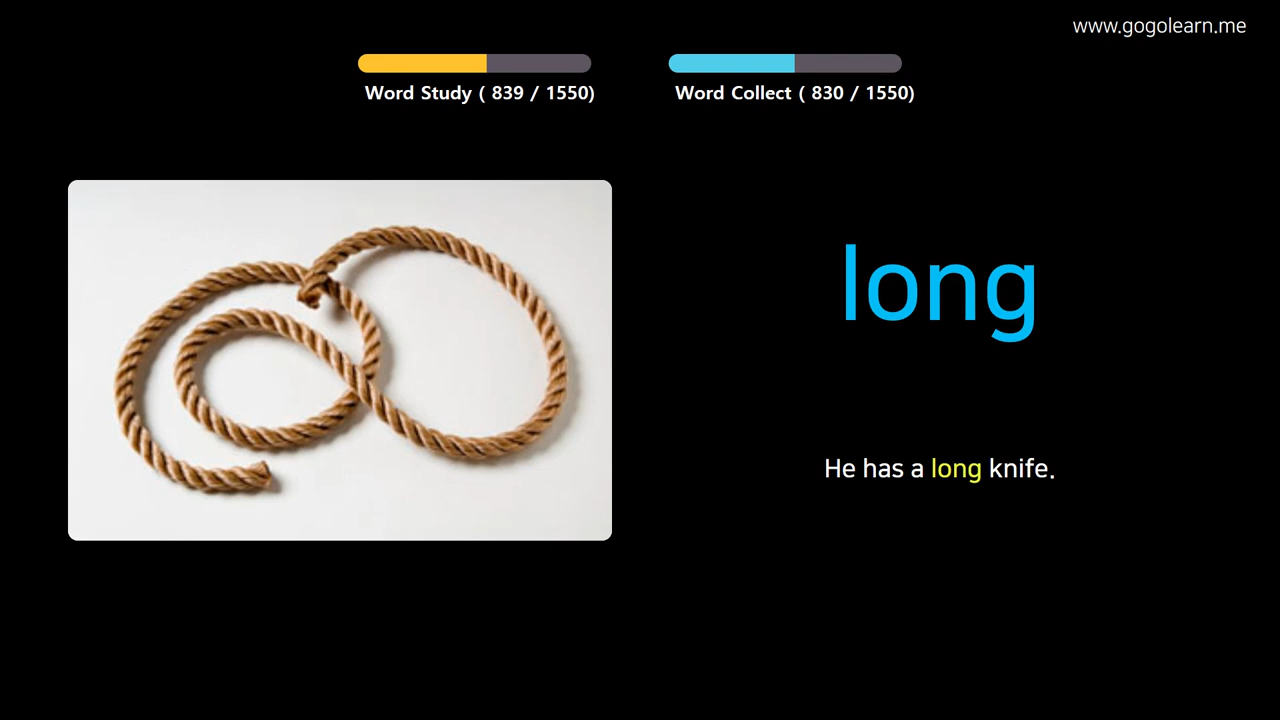 www.gogolearn.me
Word Study ( 839 / 1550)
Word Collect ( 830 / 1550)
long
He has a long knife.